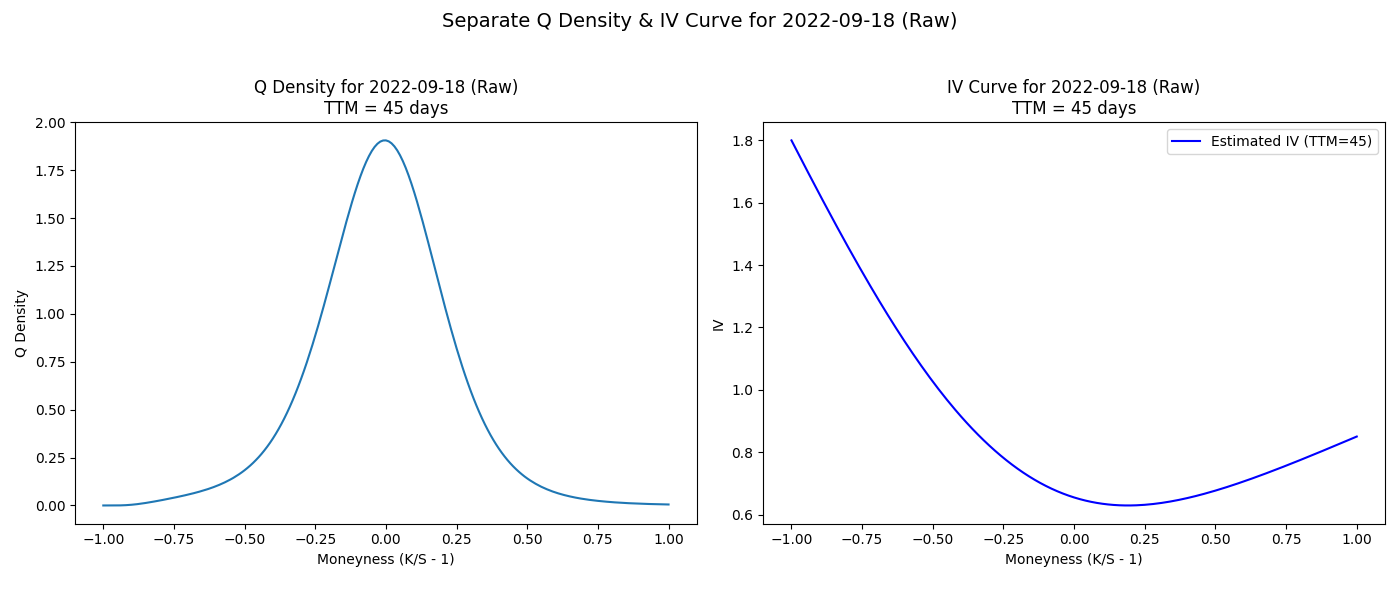 Separate Q Density & IV Curve for 2022-09-18 (Raw)
Q Density for 2022-09-18 (Raw)
TTM = 45 days
2.00
1.75
1.50
1.25
1.00
0.75
0.50
0.25
0.00
Q Density
−1.00 −0.75 −0.50 −0.25 0.00 0.25 0.50 0.75 1.00
Moneyness (K/S - 1)
IV Curve for 2022-09-18 (Raw)
TTM = 45 days
Estimated IV (TTM=45)
1.8
1.6
1.4
1.2
1.0
0.8
0.6
IV
−1.00 −0.75 −0.50 −0.25 0.00 0.25 0.50 0.75 1.00
Moneyness (K/S - 1)